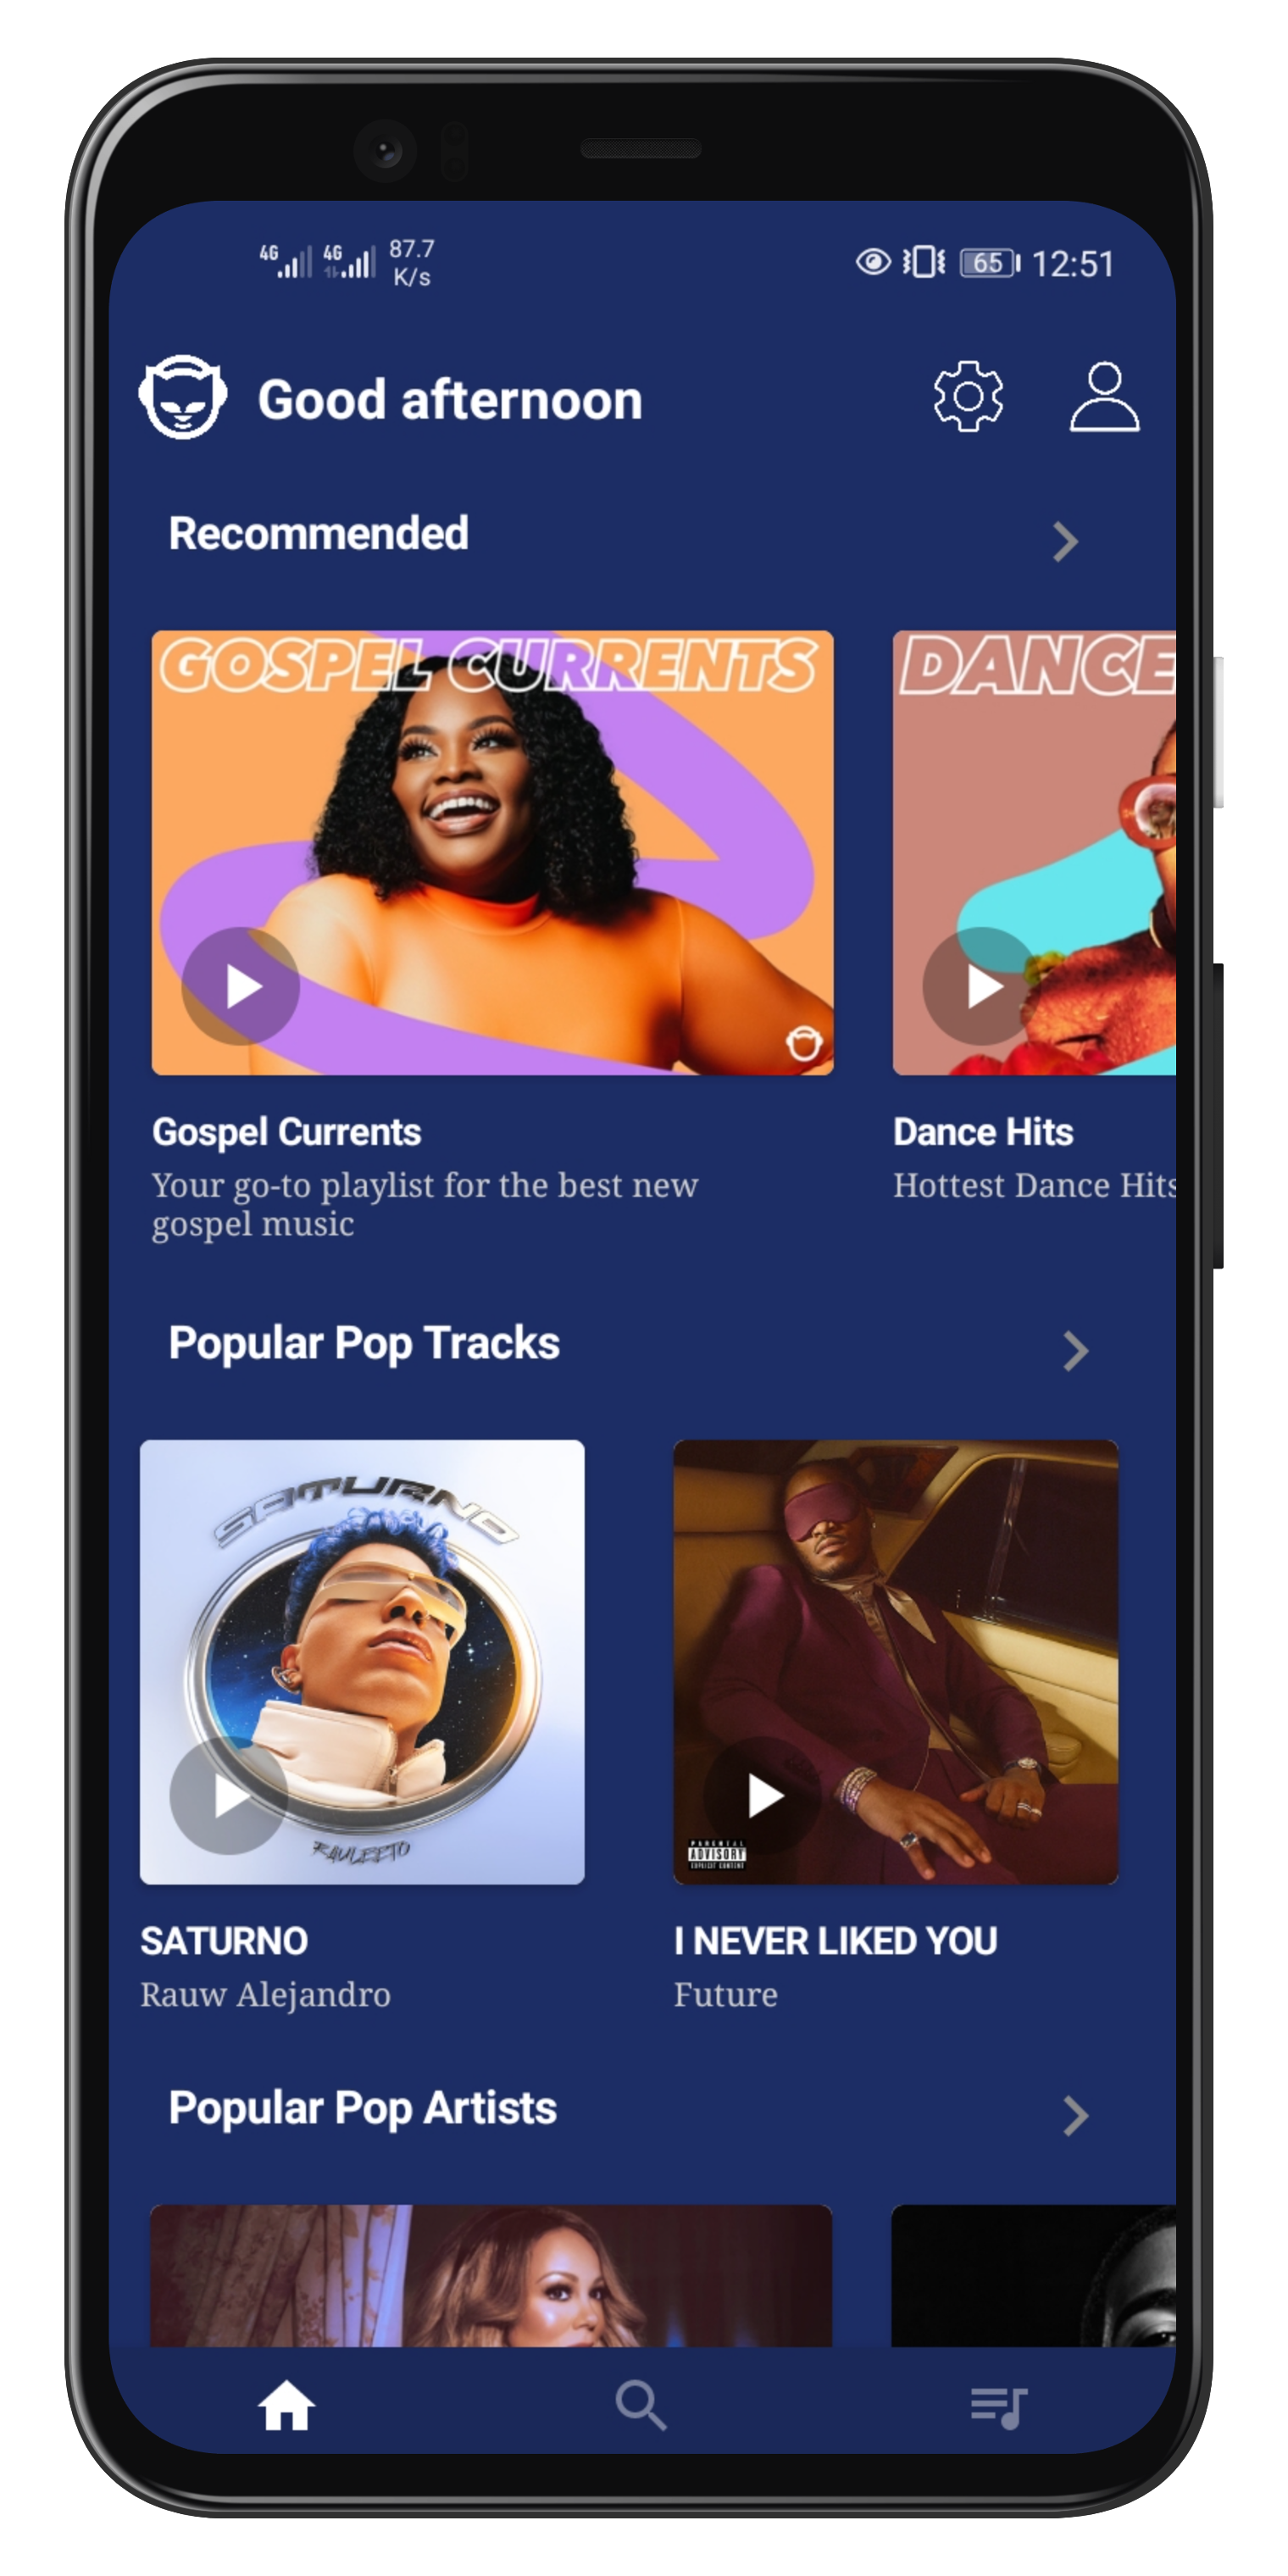 4G 4G 87.7
K/s
65 12:51
Good afternoon
Recommended
GOSPEL CURRENTS
DANCE
Gospel Currents
Your go-to playlist for the best new
gospel music
Dance Hits
Hottest Dance Hits
Popular Pop Tracks
SATURNO
RAULEETO
PARENTAL
ADVISORY
EXPLICIT CONTENT
SATURNO
Rauw Alejandro
I NEVER LIKED YOU
Future
Popular Pop Artists